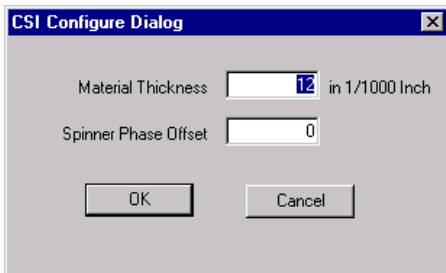 CSI Configure Dialog
Material Thickness 12 in 1/1000 Inch
Spinner Phase Offset 0
OK Cancel